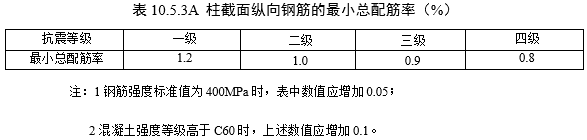 表 10.5.3A 柱截面纵向钢筋的最小总配筋率（%）
抗震等级 一级 二级 三级 四级
最小总配筋率 1.2 1.0 0.9 0.8
注：1 钢筋强度标准值为 400MPa 时，表中数值应增加 0.05；
2 混凝土强度等级高于 C60 时，上述数值应增加 0.1。